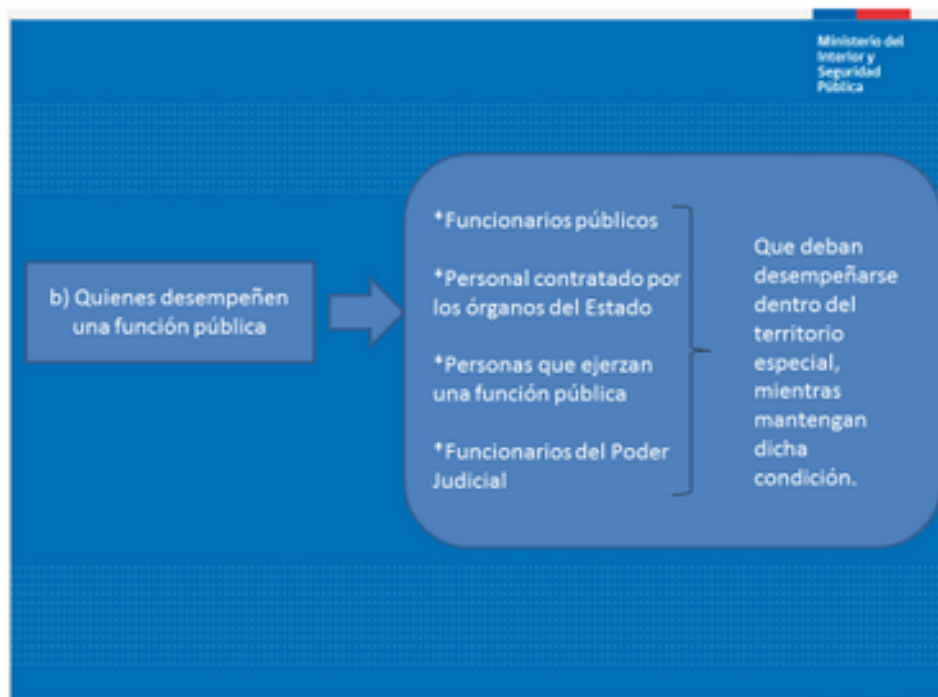 Ministerio del
Interior y
Seguridad
Pública
b) Quienes desempeñen
una función pública
*Funcionarios públicos
*Personal contratado por
los órganos del Estado
*Personas que ejerzan
una función pública
*Funcionarios del Poder
Judicial
Que deban
desempeñarse
dentro del
territorio
especial,
mientras
mantengan
dicha
condición.